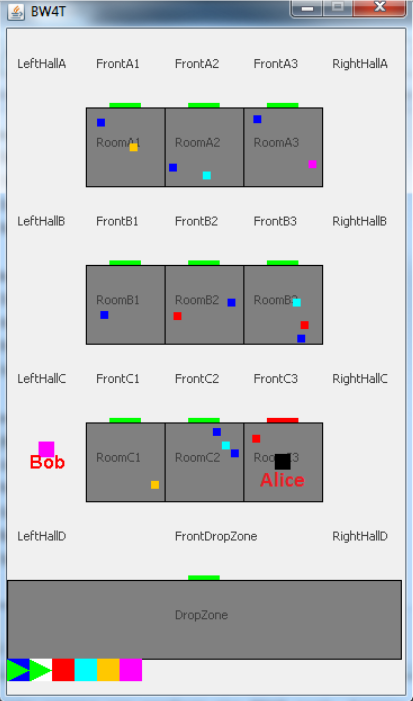 BW4T
LeftHallA FrontA1 FrontA2 FrontA3 RightHallA
RoomA1 RoomA2 RoomA3
LeftHallB FrontB1 FrontB2 FrontB3 RightHallB
RoomB1 RoomB2 RoomB3
LeftHallC FrontC1 FrontC2 FrontC3 RightHallC
Bob
RoomC1 RoomC2 RoomC3
Alice
LeftHallD FrontDropZone RightHallD
DropZone